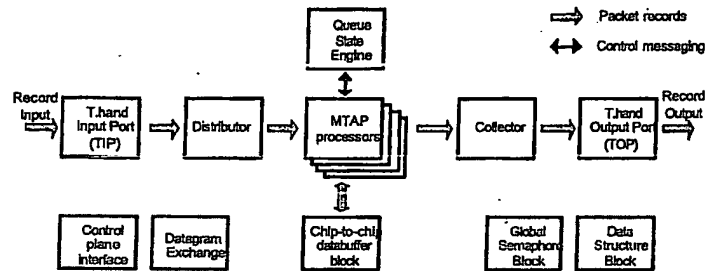 Queue
State
Engine
Packet records
Control messaging
Record
Input
T.hand
Input Port
(TIP)
Distributor
MTAP
processors
Collector
T.hand
Output Port
(TOP)
Record
Output
Control
plane
interface
Datagram
Exchange
Chip-to-chip
databuffer
block
Global
Semaphore
Block
Data
Structure
Block